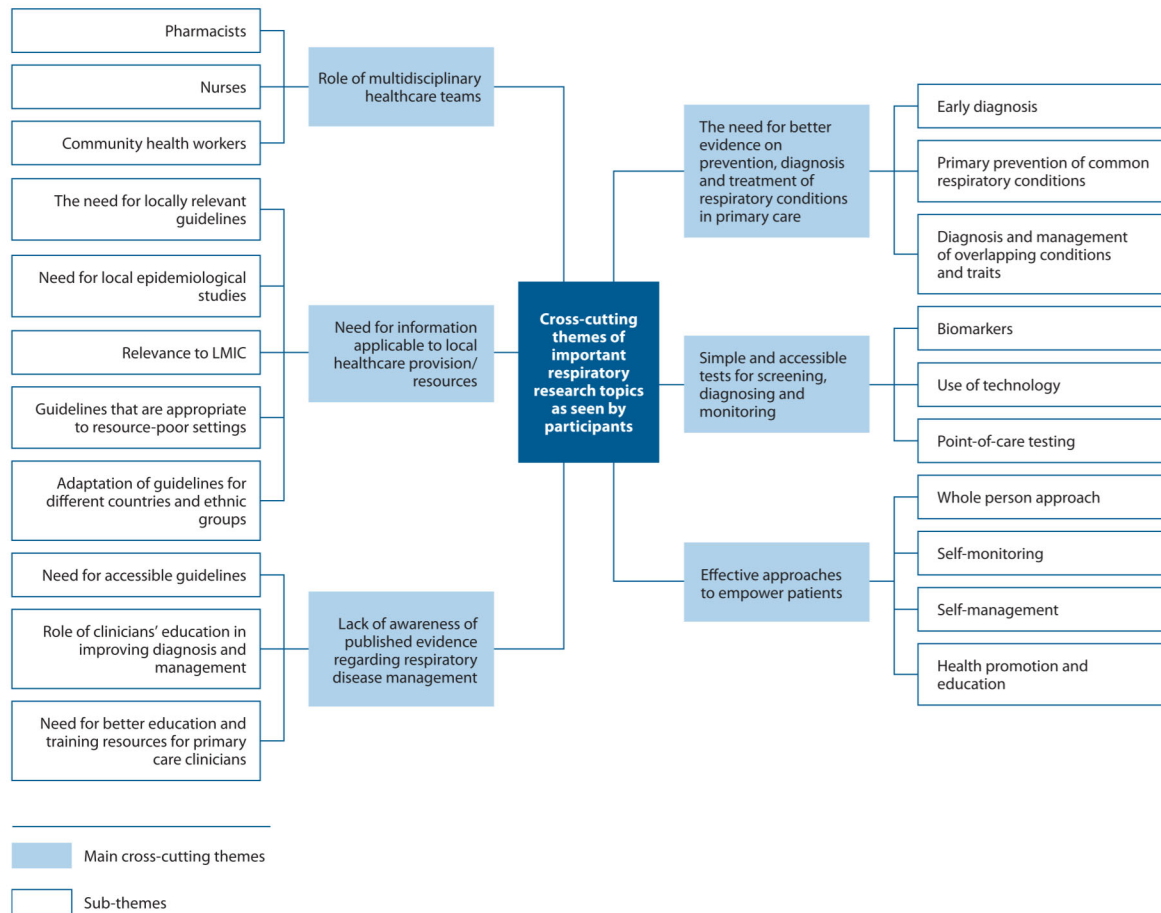 Pharmacists
Nurses
Community health workers
Role of multidisciplinary
healthcare teams
The need for locally relevant
guidelines
Need for local epidemiological
studies
Relevance to LMIC
Guidelines that are appropriate
to resource-poor settings
Adaptation of guidelines for
different countries and ethnic
groups
Need for information
applicable to local
healthcare provision/
resources
Need for accessible guidelines
Role of clinicians’ education in
improving diagnosis and
management
Need for better education and
training resources for primary
care clinicians
Lack of awareness of
published evidence
regarding respiratory
disease management
Cross-cutting
themes of
important
respiratory
research topics
as seen by
participants
The need for better
evidence on
prevention, diagnosis
and treatment of
respiratory conditions
in primary care
Early diagnosis
Primary prevention of common
respiratory conditions
Diagnosis and management
of overlapping conditions
and traits
Simple and accessible
tests for screening,
diagnosing and
monitoring
Biomarkers
Use of technology
Point-of-care testing
Effective approaches
to empower patients
Whole person approach
Self-monitoring
Self-management
Health promotion and
education
Main cross-cutting themes
Sub-themes